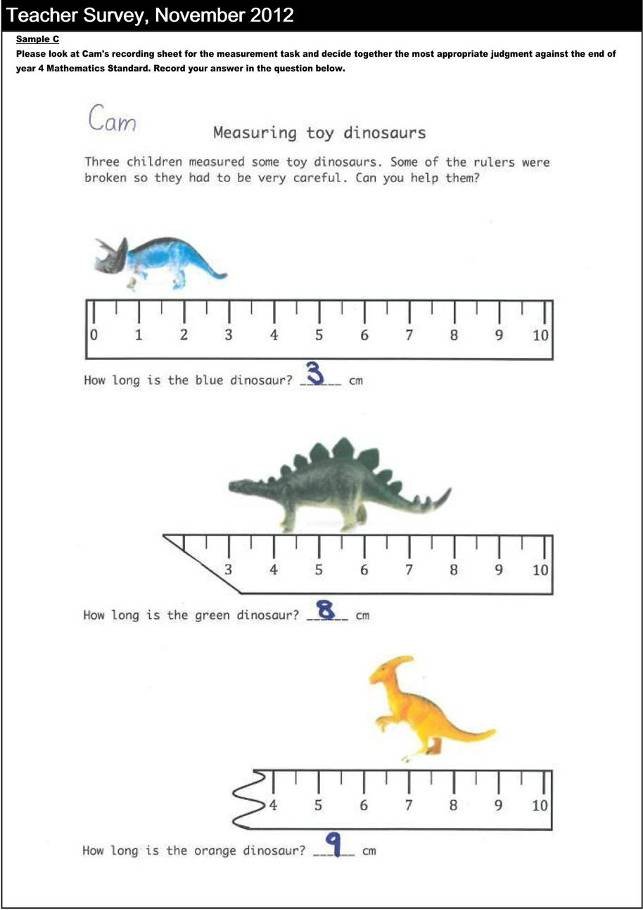 Teacher Survey, November 2012
Sample C
Please look at Cam's recording sheet for the measurement task and decide together the most appropriate judgment against the end of
year 4 Mathematics Standard. Record your answer in the question below.
Cam
Measuring toy dinosaurs
Three children measured some toy dinosaurs. Some of the rulers were
broken so they had to be very careful. Can you help them?
0 1 2 3 4 5 6 7 8 9 10
How long is the blue dinosaur? 3 cm
3 4 5 6 7 8 9 10
How long is the green dinosaur? 8 cm
4 5 6 7 8 9 10
How long is the orange dinosaur? 9 cm